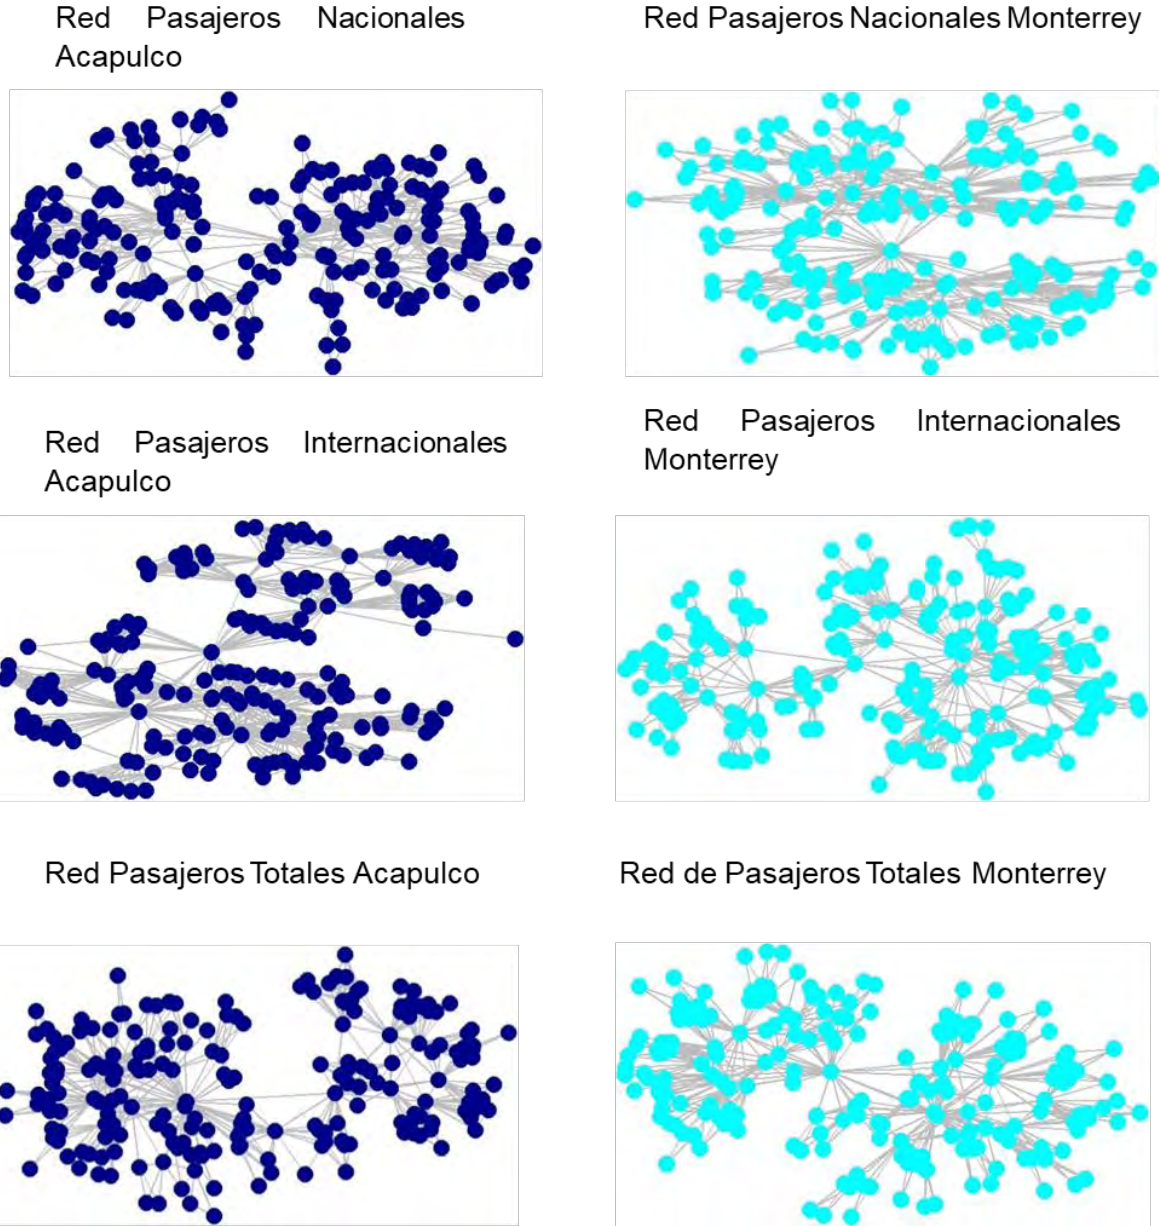 Red Pasajeros Nacionales
Acapulco
Red Pasajeros Nacionales Monterrey
Red Pasajeros Internacionales
Acapulco
Red Pasajeros Internacionales
Monterrey
Red Pasajeros Totales Acapulco
Red de Pasajeros Totales Monterrey